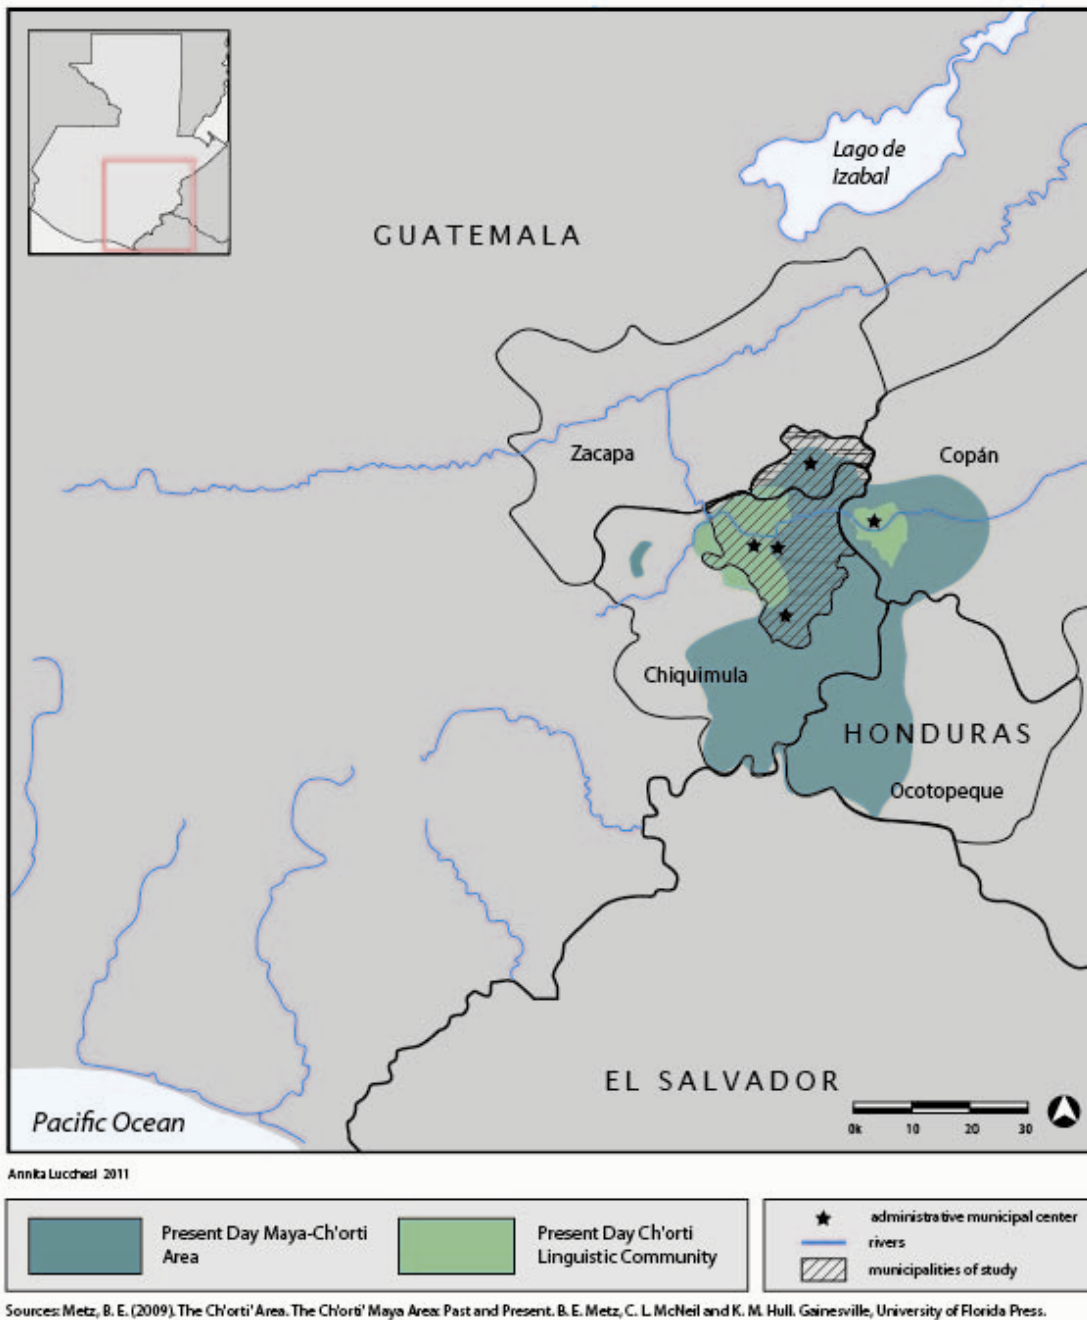 Lago de
Izabal
GUATEMALA
Zacapa
Copán
Chiquimula
HONDURAS
Ocotopeque
EL SALVADOR
Pacific Ocean
0k 10 20 30
Annita Lucchesi 2011
Present Day Maya-Ch'orti
Area
Present Day Ch'orti
Linguistic Community
administrative municipal center
rivers
municipalities of study
Sources: Metz, B. E. (2009). The Ch'orti' Area. The Ch'orti' Maya Area: Past and Present. B. E. Metz, C. L. McNeil and K. M. Hull. Gainesville, University of Florida Press.